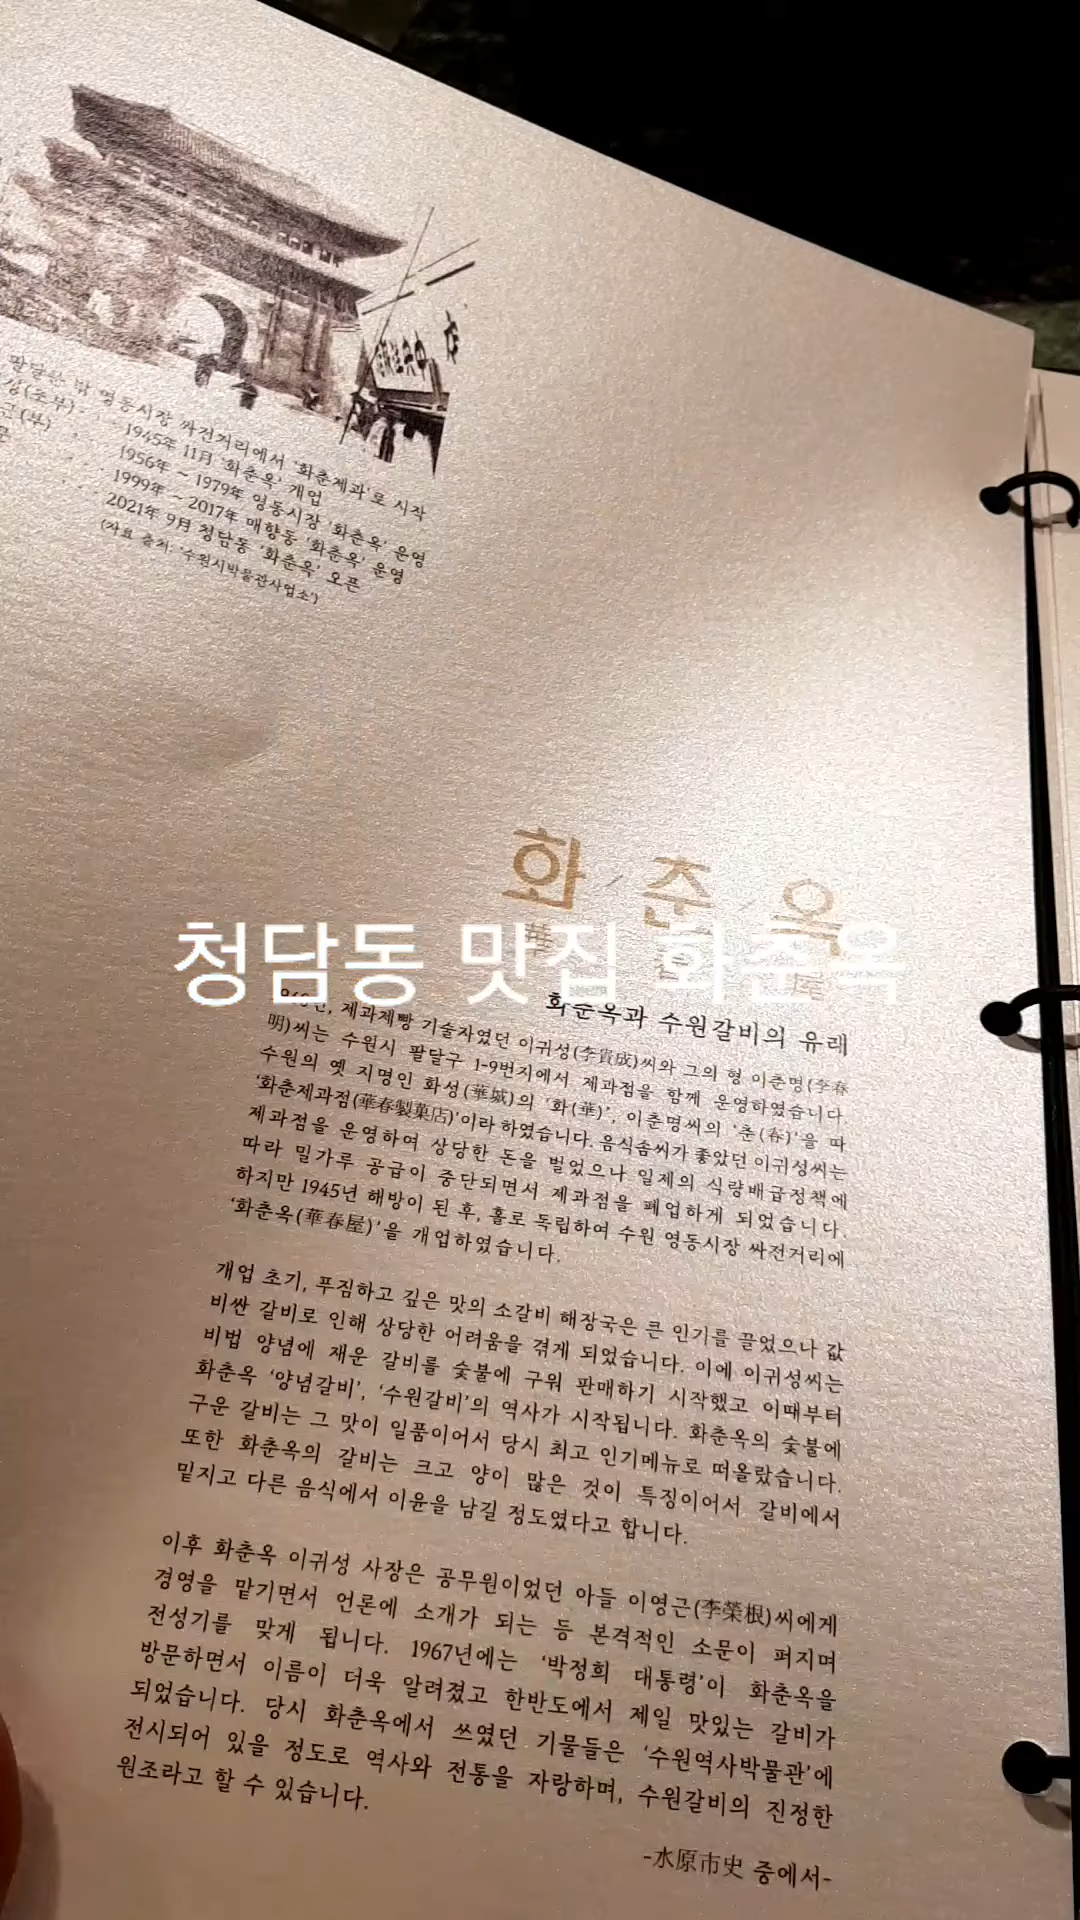 팔달문 밖 영동시장 싸전거리에서 '화춘제과'로 시작
성(조부) · 1945年 11月 '화춘옥' 개업
근(부) · · · 1956年 ~ 1979年 영동시장 '화춘옥' 운영
문 · · · 1999年 ~ 2017年 매향동 '화춘옥' 운영
2021年 9月 청담동 '화춘옥' 오픈
(자료 출처: '수원시박물관사업소')
화 / 춘 / 옥
華 春 屋
청담동 맛집 화춘옥
화춘옥과 수원갈비의 유래
제과제빵 기술자였던 이귀성(李貴成)씨와 그의 형 이춘명(李春
明)씨는 수원시 팔달구 1-9번지에서 제과점을 함께 운영하였습니다.
수원의 옛 지명인 화성(華城)의 '화(華)', 이춘명씨의 '춘(春)'을 따
'화춘제과점(華春製菓店)'이라 하였습니다. 음식솜씨가 좋았던 이귀성씨는
제과점을 운영하여 상당한 돈을 벌었으나 일제의 식량배급정책에
따라 밀가루 공급이 중단되면서 제과점을 폐업하게 되었습니다.
하지만 1945년 해방이 된 후, 홀로 독립하여 수원 영동시장 싸전거리에
'화춘옥(華春屋)'을 개업하였습니다.
개업 초기, 푸짐하고 깊은 맛의 소갈비 해장국은 큰 인기를 끌었으나 값
비싼 갈비로 인해 상당한 어려움을 겪게 되었습니다. 이에 이귀성씨는
비법 양념에 재운 갈비를 숯불에 구워 판매하기 시작했고 이때부터
화춘옥 '양념갈비', '수원갈비'의 역사가 시작됩니다. 화춘옥의 숯불에
구운 갈비는 그 맛이 일품이어서 당시 최고 인기메뉴로 떠올랐습니다.
또한 화춘옥의 갈비는 크고 양이 많은 것이 특징이어서 갈비에서
밑지고 다른 음식에서 이윤을 남길 정도였다고 합니다.
이후 화춘옥 이귀성 사장은 공무원이었던 아들 이영근(李榮根)씨에게
경영을 맡기면서 언론에 소개가 되는 등 본격적인 소문이 퍼지며
전성기를 맞게 됩니다. 1967년에는 '박정희 대통령'이 화춘옥을
방문하면서 이름이 더욱 알려졌고 한반도에서 제일 맛있는 갈비가
되었습니다. 당시 화춘옥에서 쓰였던 기물들은 '수원역사박물관'에
전시되어 있을 정도로 역사와 전통을 자랑하며, 수원갈비의 진정한
원조라고 할 수 있습니다.
-水原市史 중에서-